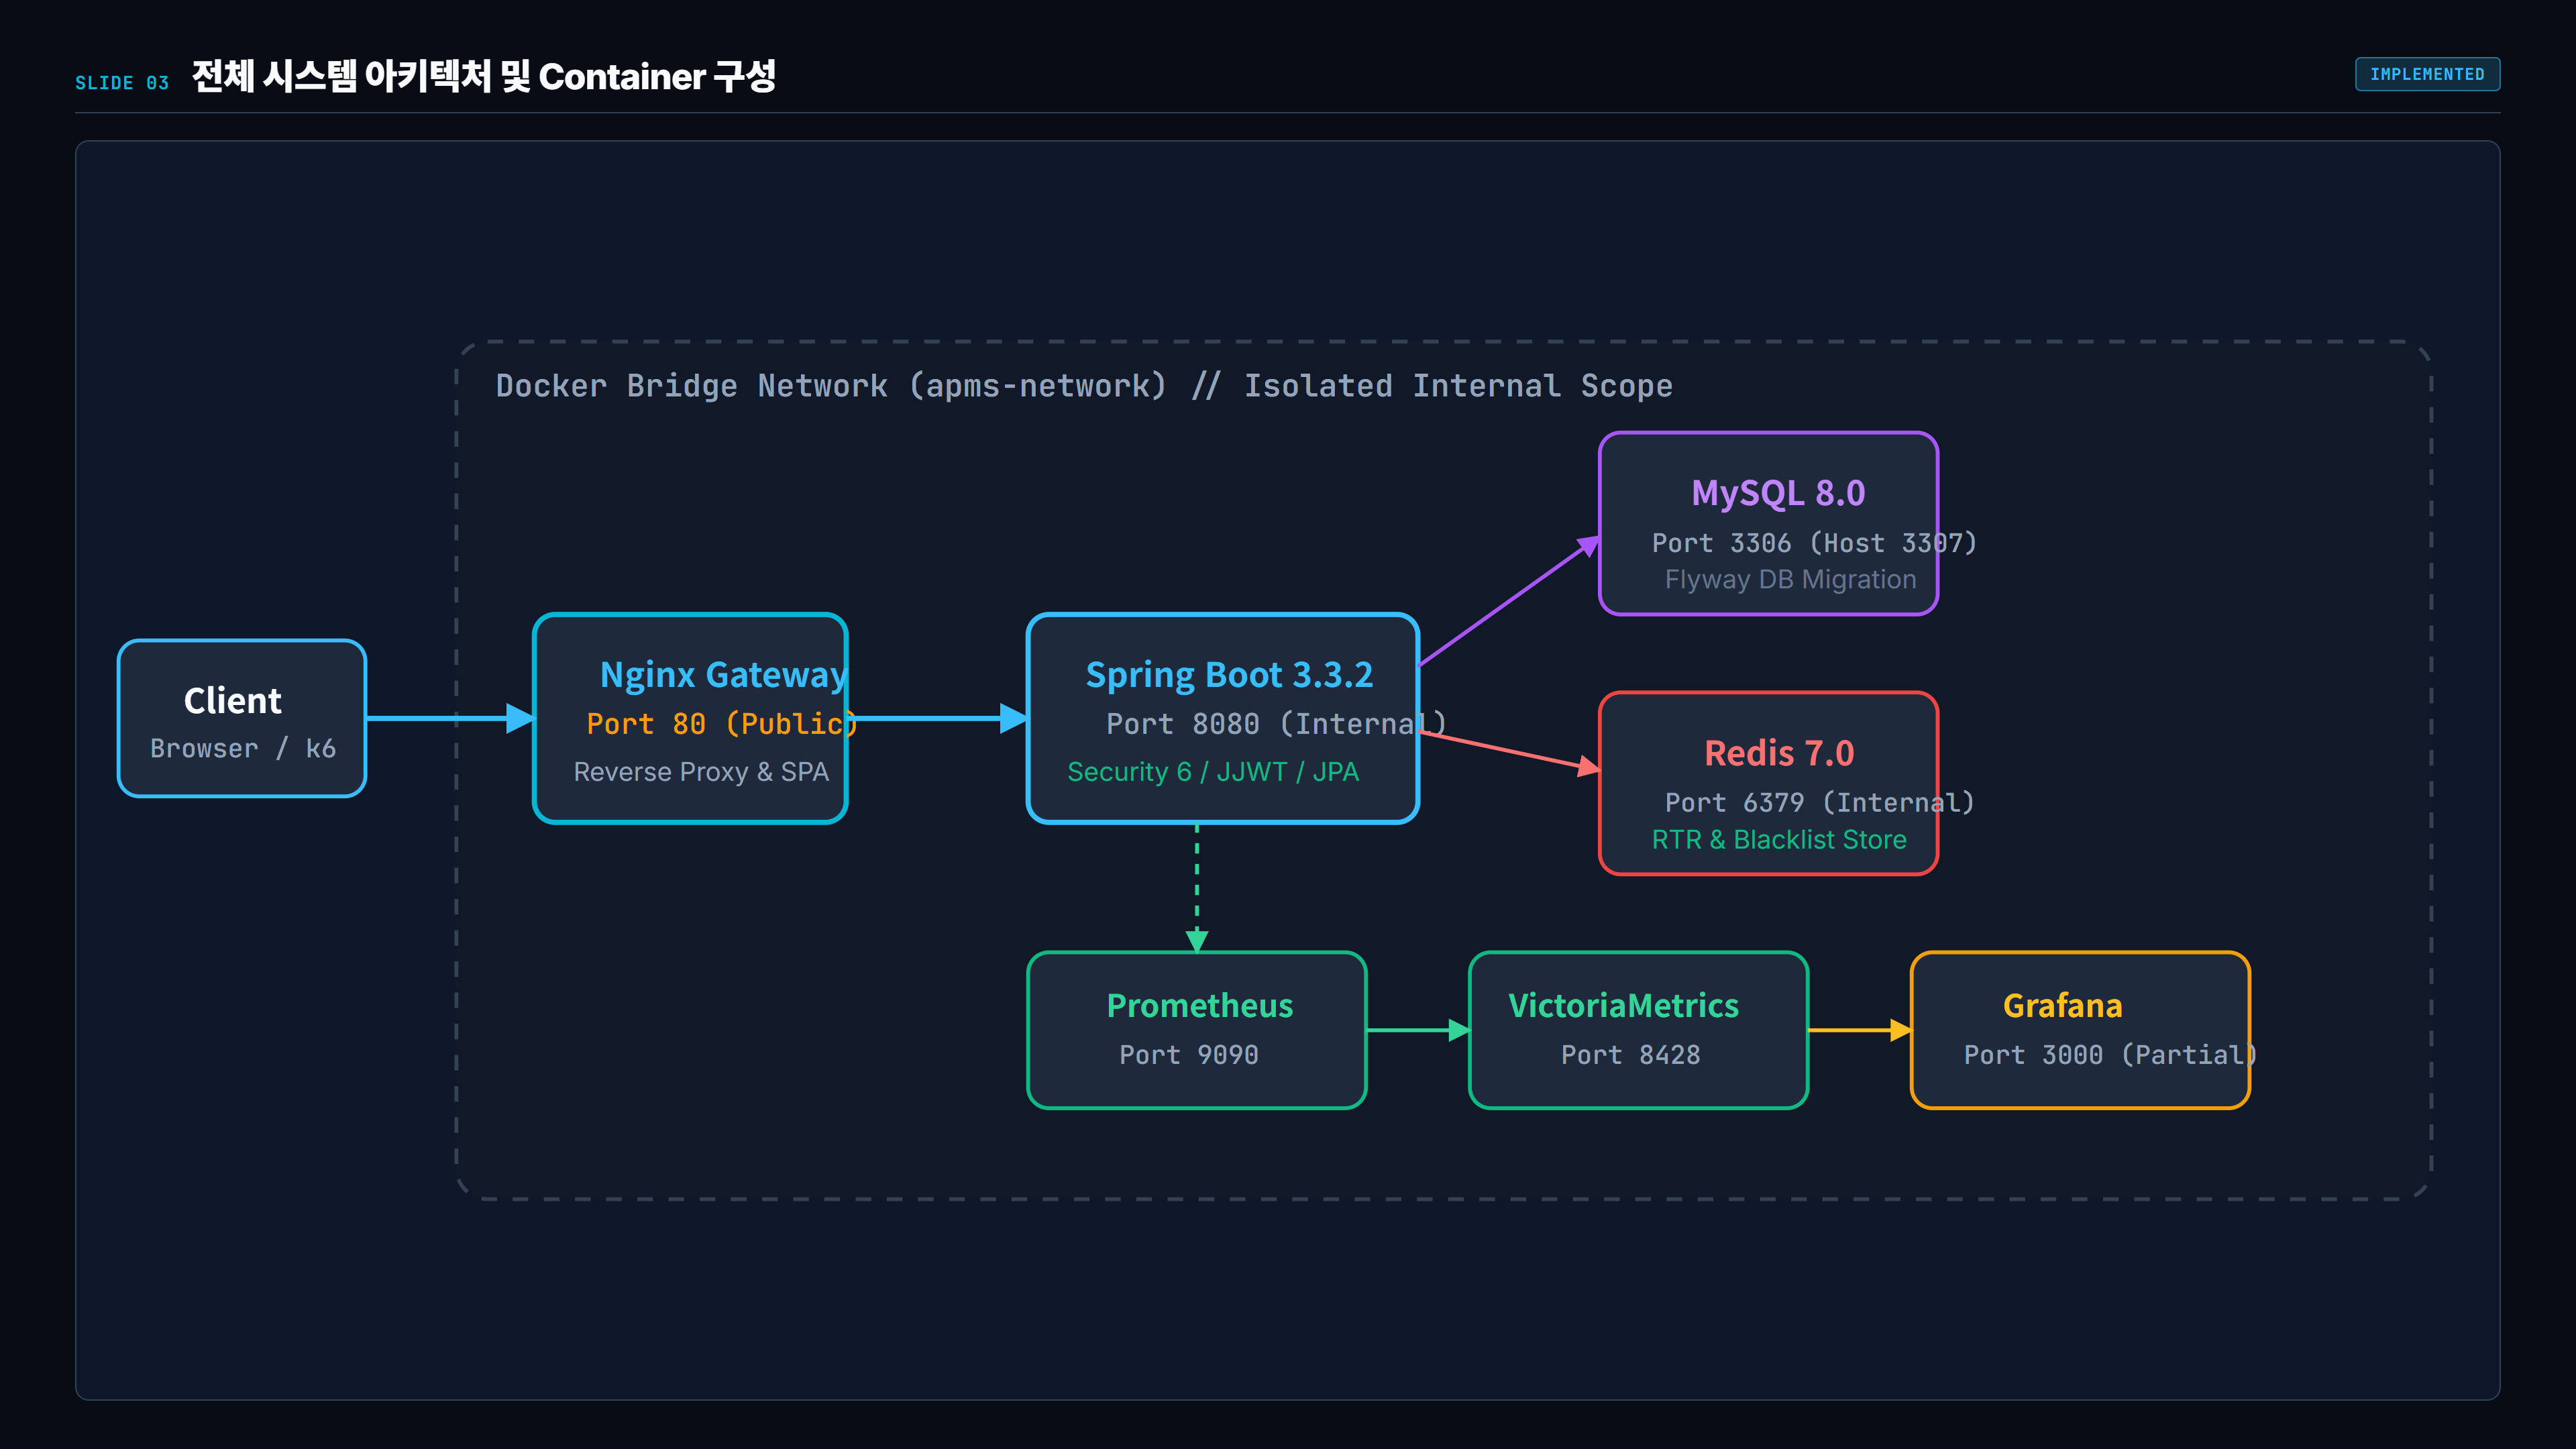 SLIDE 03 전체 시스템 아키텍처 및 Container 구성
IMPLEMENTED
Docker Bridge Network (apms-network) // Isolated Internal Scope
Client
Browser / k6
Nginx Gateway
Port 80 (Public)
Reverse Proxy & SPA
Spring Boot 3.3.2
Port 8080 (Internal)
Security 6 / JJWT / JPA
MySQL 8.0
Port 3306 (Host 3307)
Flyway DB Migration
Redis 7.0
Port 6379 (Internal)
RTR & Blacklist Store
Prometheus
Port 9090
VictoriaMetrics
Port 8428
Grafana
Port 3000 (Partial)